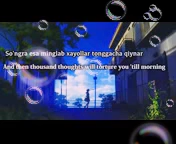 So'ngra esa minglab xayollar tonggacha qiynar
And then thousand thoughts will torture you 'till morning